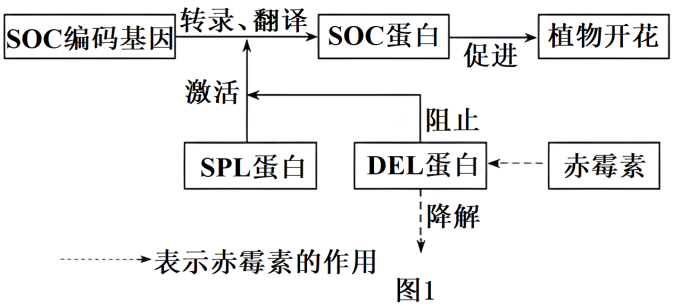 SOC编码基因
转录、翻译
SOC蛋白
促进
植物开花
激活
阻止
SPL蛋白
DEL蛋白
赤霉素
降解
表示赤霉素的作用
图1